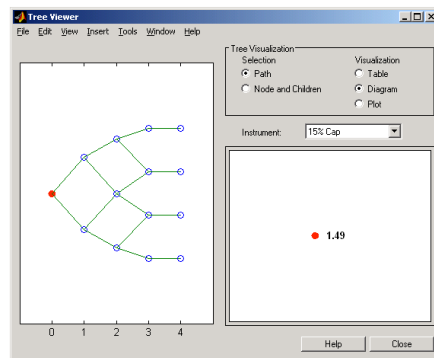 Tree Viewer
File Edit View Insert Tools Window Help
Tree Visualization
Selection Visualization
Path Table
Node and Children Diagram
Plot
Instrument: 15% Cap
1.49
0 1 2 3 4
Help Close